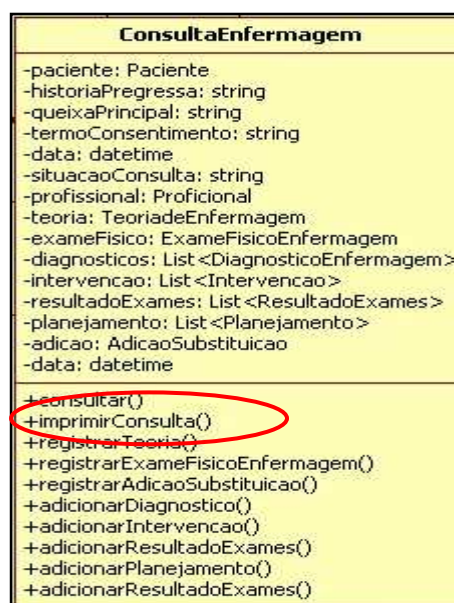 ConsultaEnfermagem
-paciente: Paciente
-historiaPregressa: string
-queixaPrincipal: string
-termoConsentimento: string
-data: datetime
-situacaoConsulta: string
-profissional: Proficional
-teoria: TeoriadeEnfermagem
-exameFisico: ExameFisicoEnfermagem
-diagnosticos: List<DiagnosticoEnfermagem>
-intervencao: List<Intervencao>
-resultadoExames: List<ResultadoExames>
-planejamento: List<Planejamento>
-adicao: AdicaoSubstituicao
-data: datetime
+consultar()
+imprimirConsulta()
+registrarTeoria()
+registrarExameFisicoEnfermagem()
+registrarAdicaoSubstituicao()
+adicionarDiagnostico()
+adicionarIntervencao()
+adicionarResultadoExames()
+adicionarPlanejamento()
+adicionarResultadoExames()